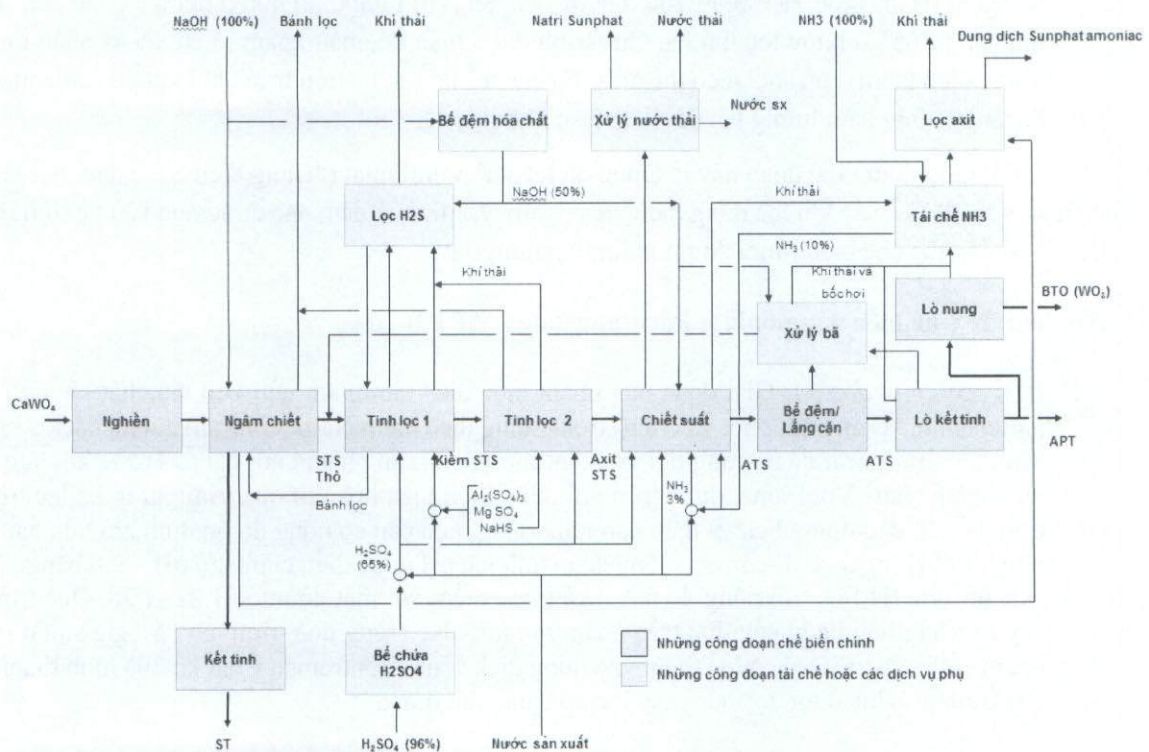 NaOH (100%)
Bánh lọc
Khí thải
Natri Sunphat
Nước thải
NH3 (100%)
Khí thải
Dung dịch Sunphatamoniac
Bể đệm hóa chất
Xử lý nước thải
Nước sx
Lọc axit
NaOH (50%)
Khí thải
Lọc H2S
Tái chế NH3
NH₃ (10%)
Khí thải
Khí thải và
bốc hơi
Lò nung
BTO (WO₃)
Xử lý bã
CaWO₄
Nghiền
Ngâm chiết
Tinh lọc 1
Tinh lọc 2
Chiết suất
Bể đệm/
Lắng cặn
Lò kết tinh
APT
STS
Thô
Kiềm STS
Axit
STS
ATS
ATS
Bánh lọc
Al₂(SO₄)₃
MgSO₄
NaHS
NH₃
3%
H₂SO₄
(65%)
Kết tinh
Bể chứa
H2SO4
Những công đoạn chế biến chính
Những công đoạn tái chế hoặc các dịch vụ phụ
ST
H₂SO₄ (96%)
Nước sản xuất